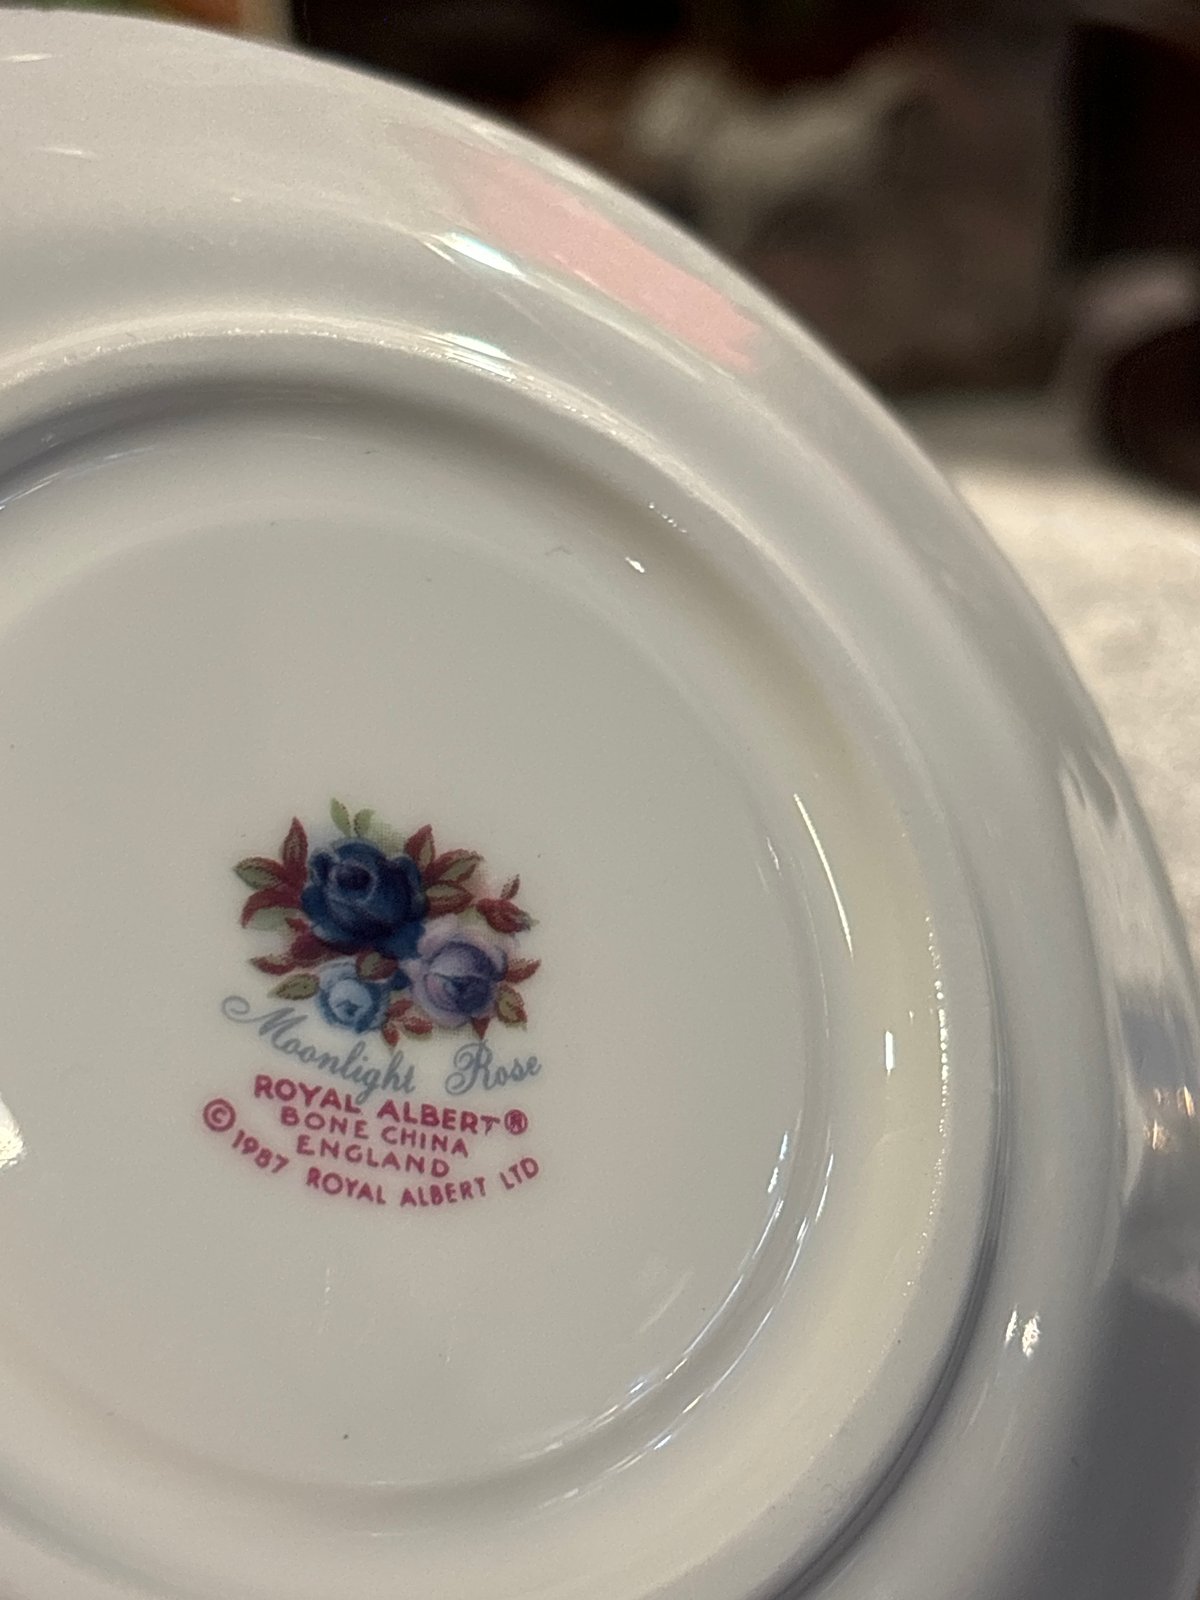 Moonlight Rose
ROYAL ALBERT®
BONE CHINA
ENGLAND
© 1987 ROYAL ALBERT LTD